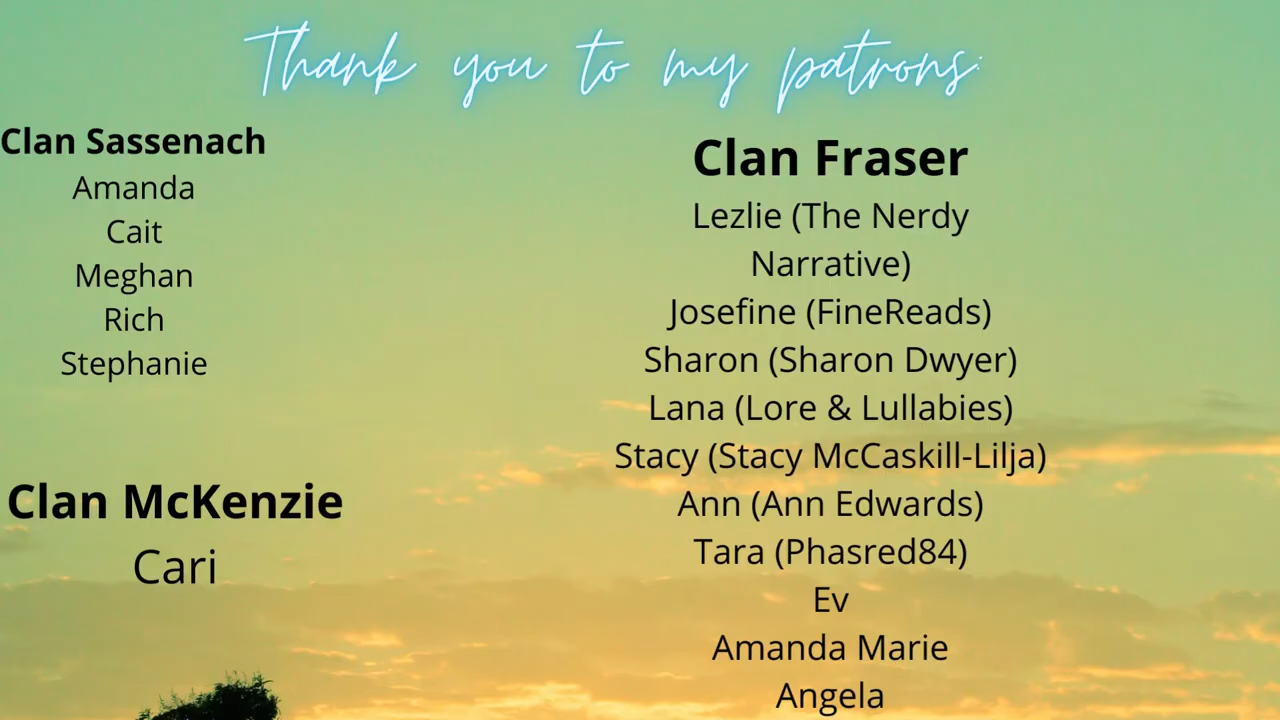 Thank you to my patrons:
Clan Sassenach
Amanda
Cait
Meghan
Rich
Stephanie
Clan McKenzie
Cari
Clan Fraser
Lezlie (The Nerdy
Narrative)
Josefine (FineReads)
Sharon (Sharon Dwyer)
Lana (Lore & Lullabies)
Stacy (Stacy McCaskill-Lilja)
Ann (Ann Edwards)
Tara (Phasred84)
Ev
Amanda Marie
Angela